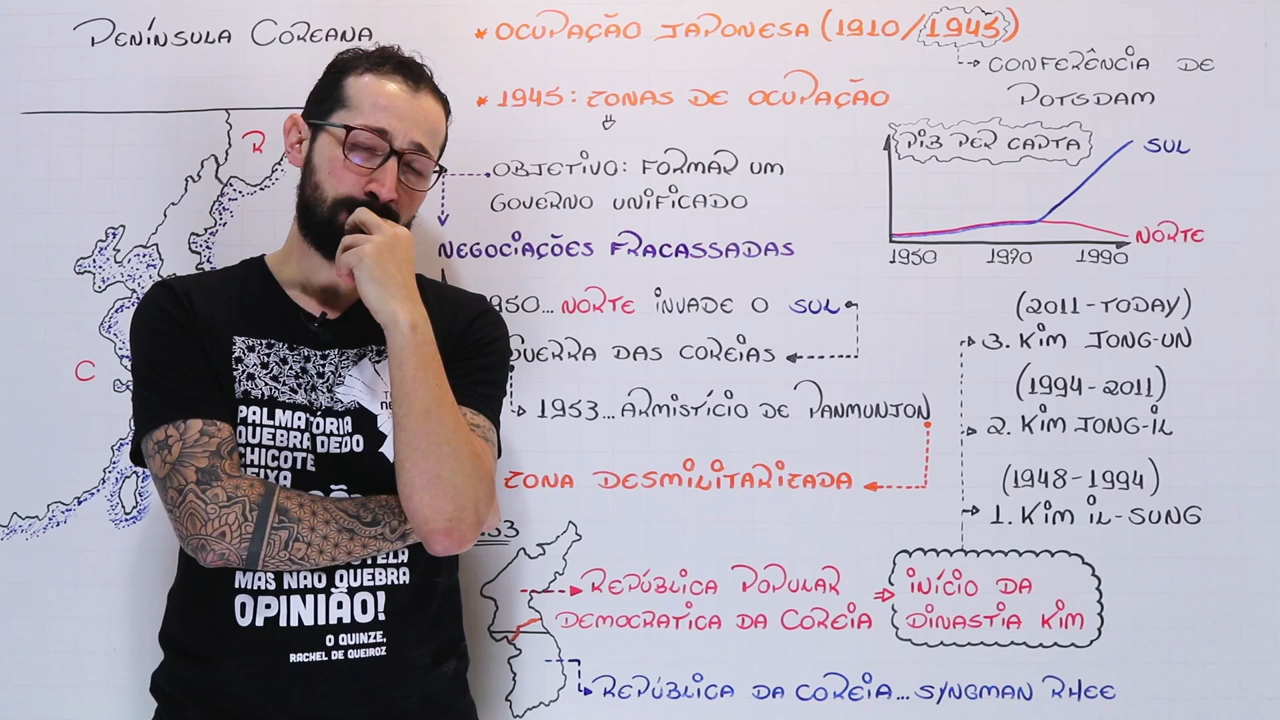 PENÍNSULA COREANA
R
C
* OCUPAÇÃO JAPONESA (1910/1945)
CONFERÊNCIA DE
POTSDAM
* 1945: ZONAS DE OCUPAÇÃO
OBJETIVO: FORMAR UM
GOVERNO UNIFICADO
NEGOCIAÇÕES FRACASSADAS
950... NORTE INVADE O SUL
GUERRA DAS COREIAS
1953... ARMISTÍCIO DE PANMUNJON
ZONA DESMILITARIZADA
PIB PER CAPTA
SUL
NORTE
1950 1970 1990
(2011-TODAY)
3. KIM JONG-UN
(1994-2011)
2. KIM JONG-IL
(1948-1994)
1. KIM IL-SUNG
INÍCIO DA
DINASTIA KIM
REPÚBLICA POPULAR
DEMOCRATICA DA COREIA
REPÚBLICA DA COREIA... SYNGMAN RHEE
PALMATÓRIA
QUEBRA DEDO
CHICOTE
MAS NÃO QUEBRA
OPINIÃO!
O QUINZE,
RACHEL DE QUEIROZ